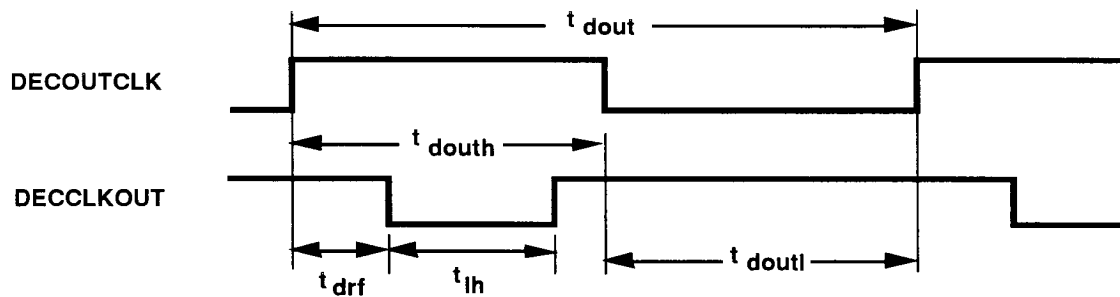 t dout
DECOUTCLK
t douth
DECCLKOUT
t doutl
t drf
t lh